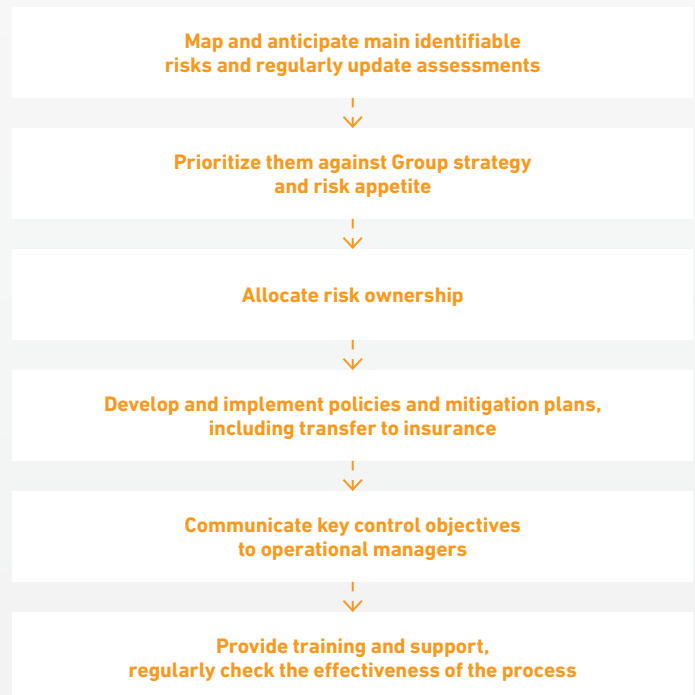 Map and anticipate main identifiable
risks and regularly update assessments
Prioritize them against Group strategy
and risk appetite
Allocate risk ownership
Develop and implement policies and mitigation plans,
including transfer to insurance
Communicate key control objectives
to operational managers
Provide training and support,
regularly check the effectiveness of the process